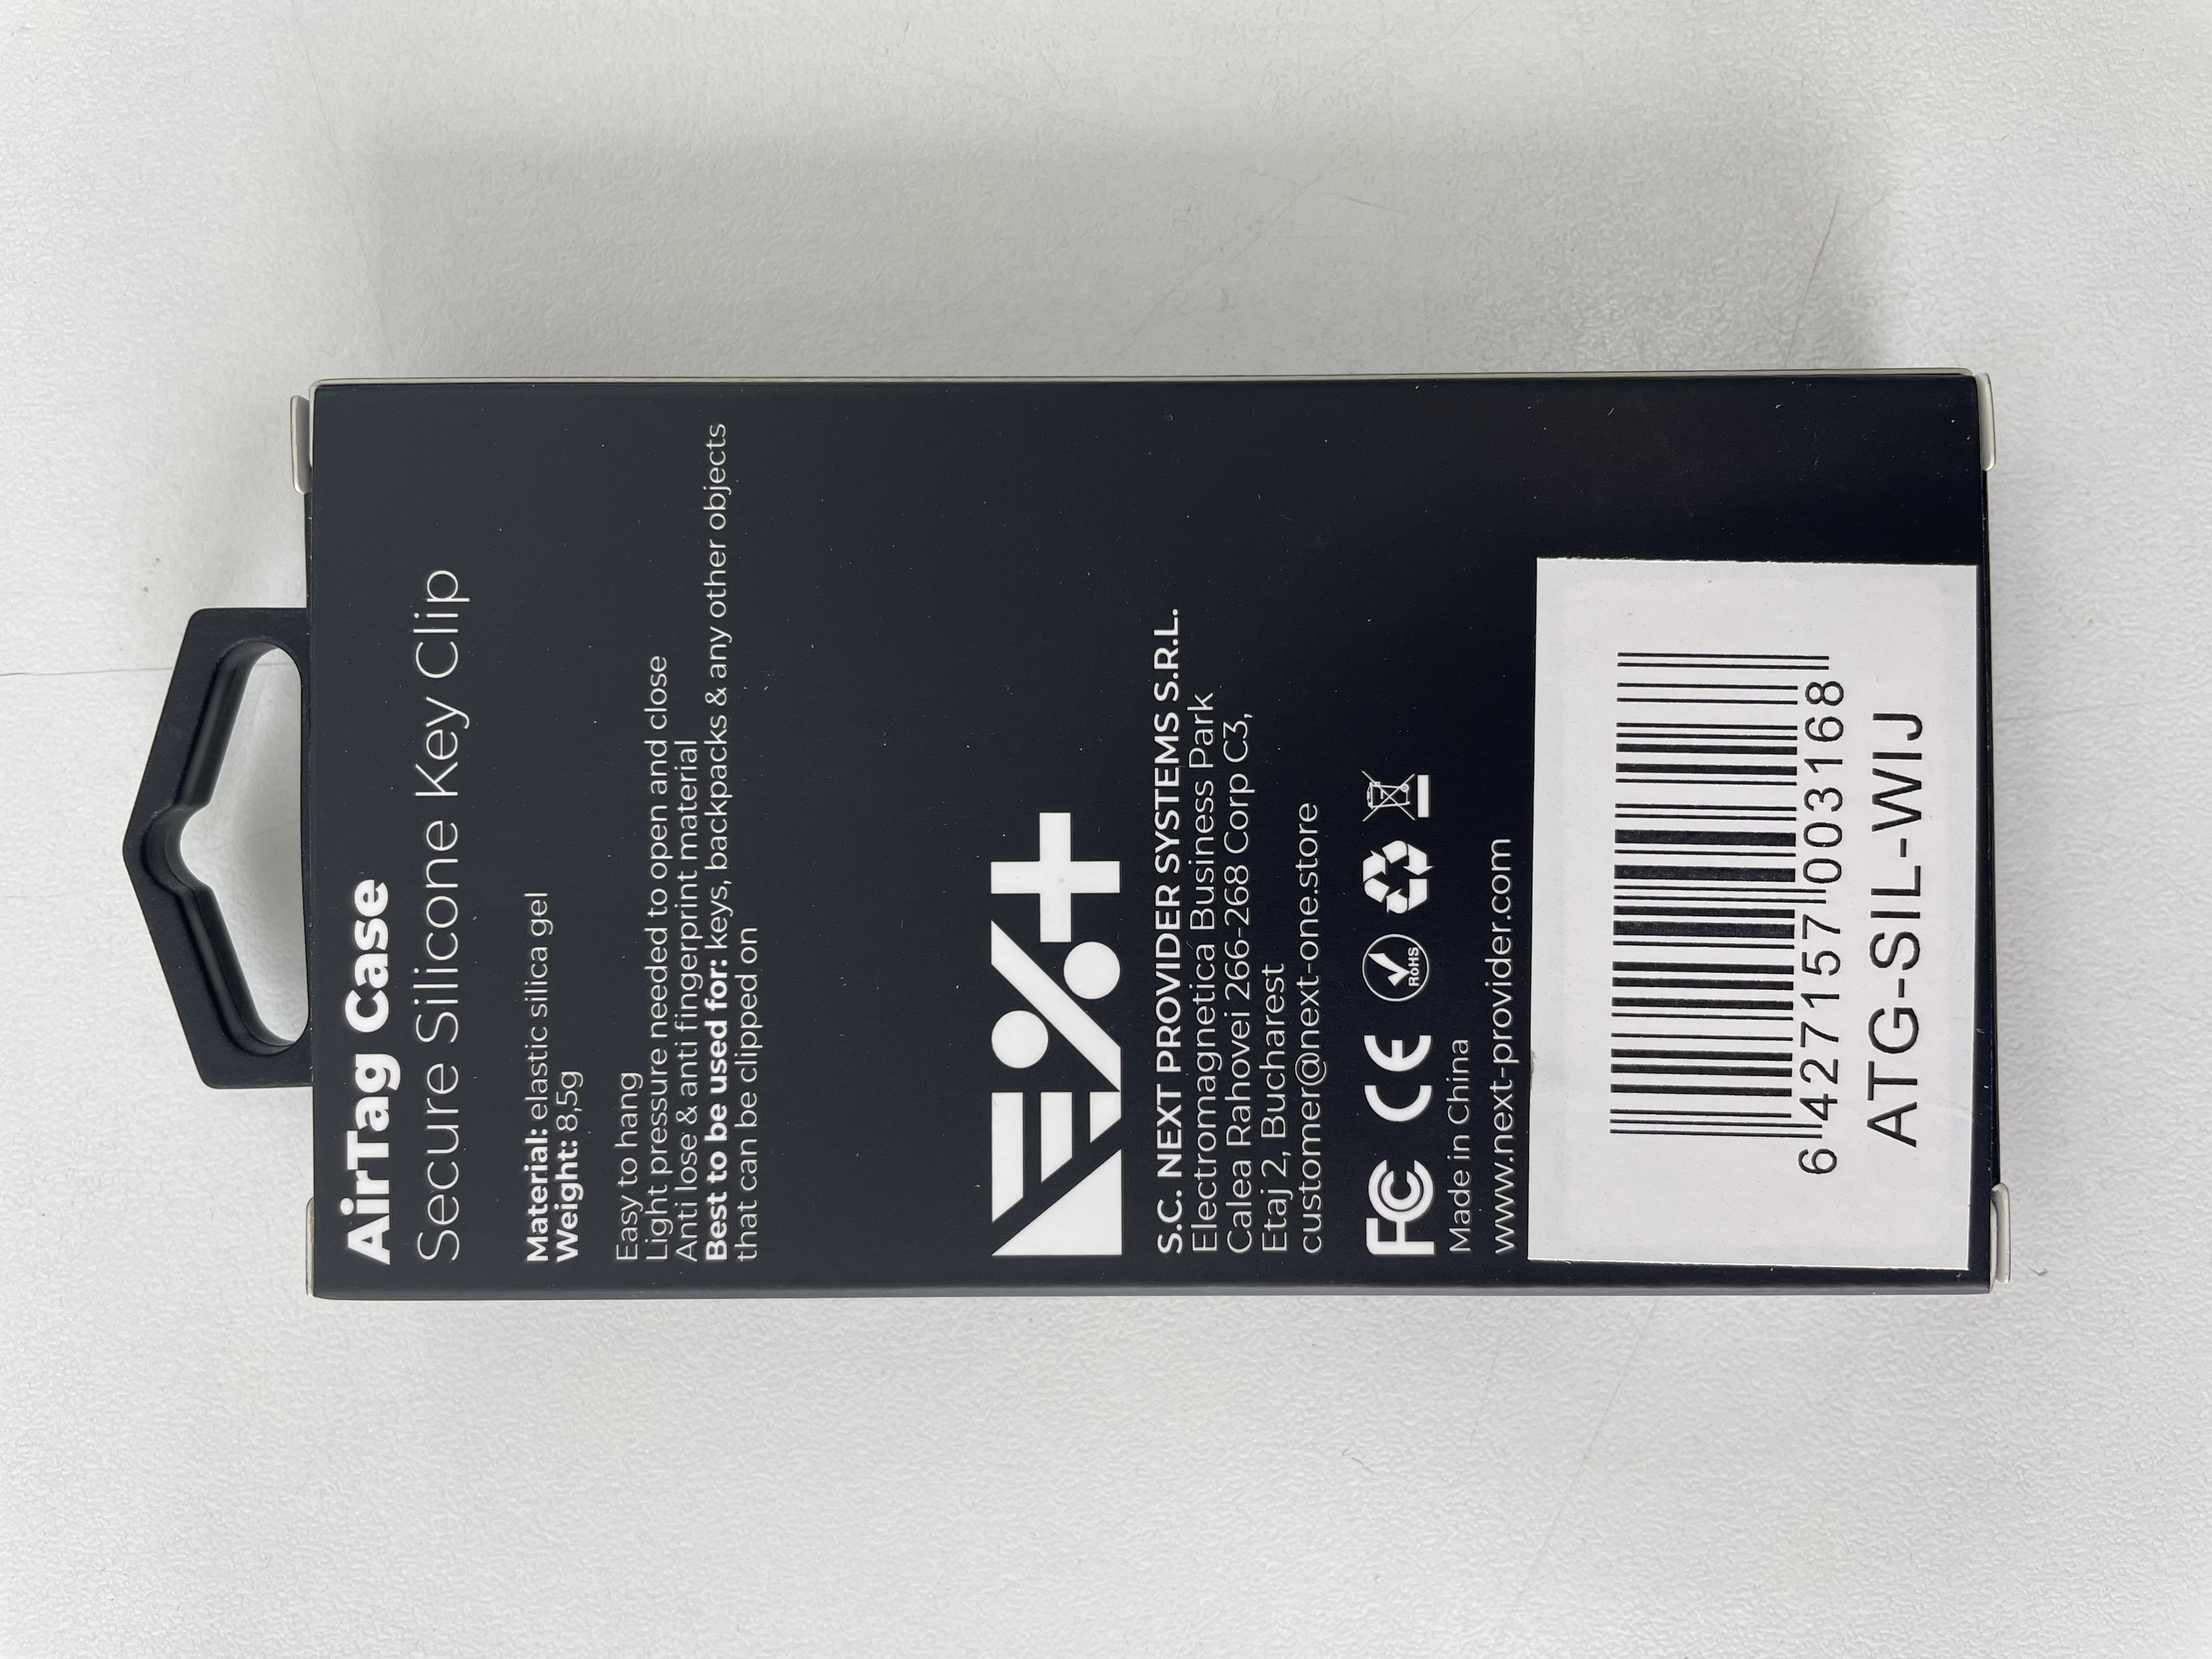 AirTag Case
Secure Silicone Key Clip
Material: elastic silica gel
Weight: 8,5g
Easy to hang
Light pressure needed to open and close
Anti lose & anti fingerprint material
Best to be used for: keys, backpacks & any other objects
that can be clipped on
S.C. NEXT PROVIDER SYSTEMS S.R.L.
Electromagnetica Business Park
Calea Rahovei 266-268 Corp C3,
Etaj 2, Bucharest
customer@next-one.store
FC CE RoHS
Made in China
www.next-provider.com
6 427157 003168
ATG-SIL-WIJ